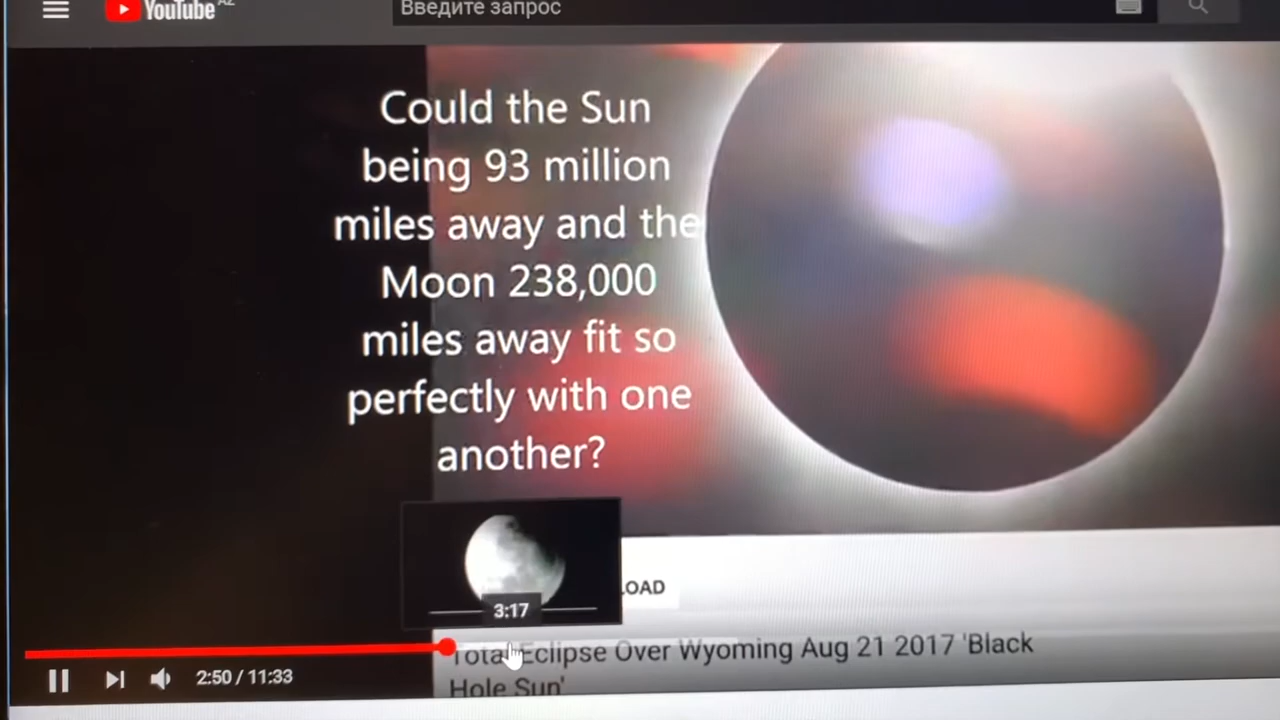 YouTube AZ
Введите запрос
Could the Sun
being 93 million
miles away and the
Moon 238,000
miles away fit so
perfectly with one
another?
LOAD
3:17
Total Eclipse Over Wyoming Aug 21 2017 'Black
Hole Sun'
2:50 / 11:33